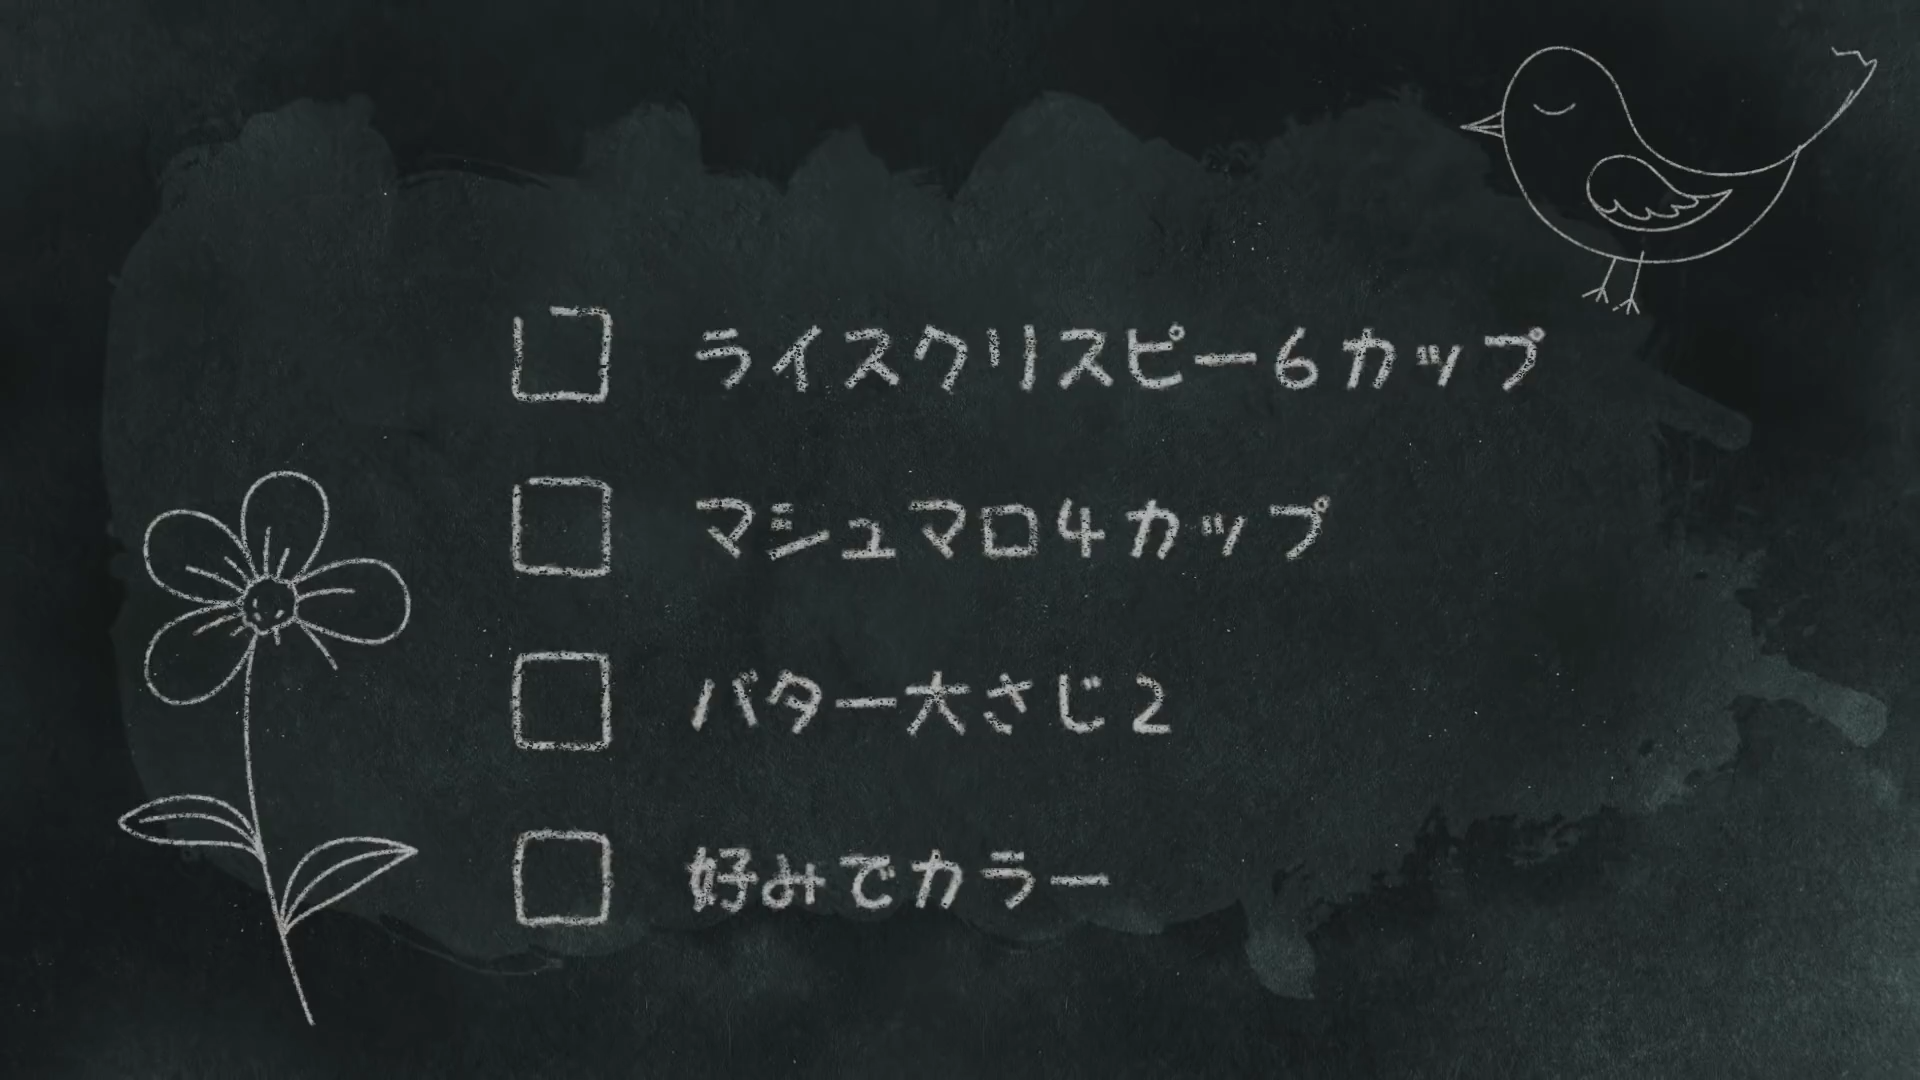 ライスクリスピー6カップ
マシュマロ4カップ
バター大さじ2
好みでカラー